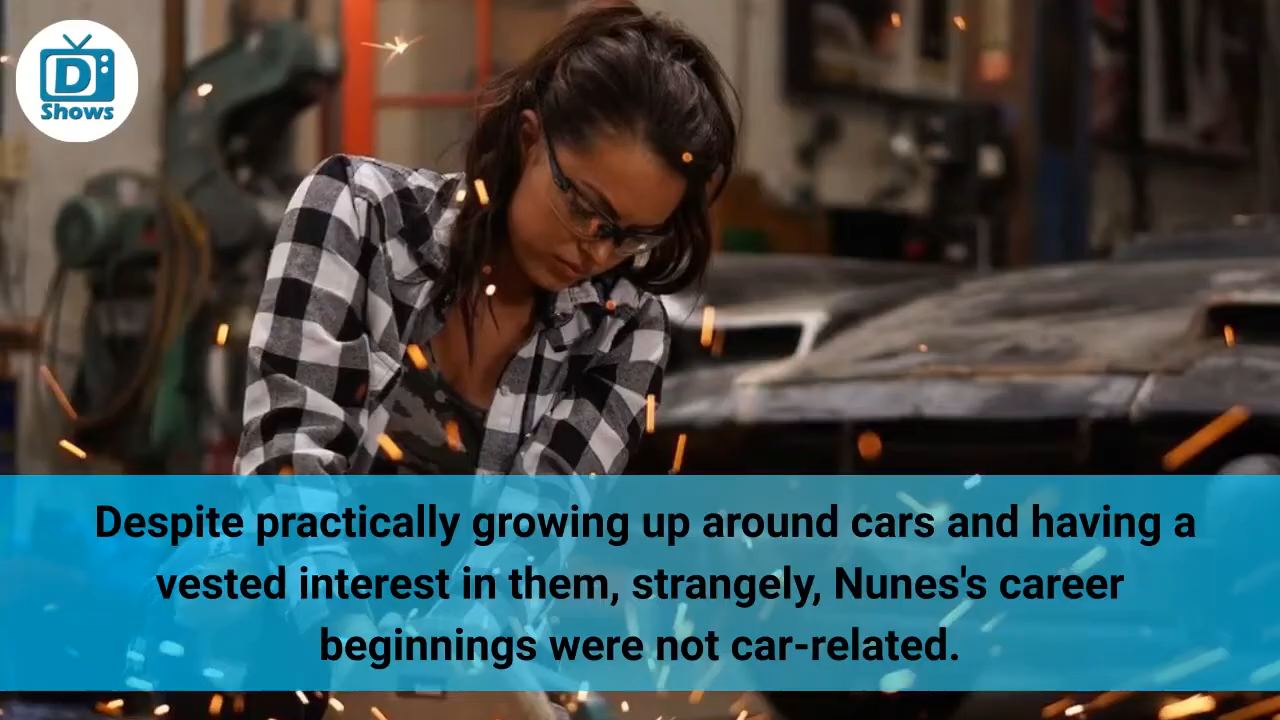 D
Shows
Despite practically growing up around cars and having a
vested interest in them, strangely, Nunes's career
beginnings were not car-related.